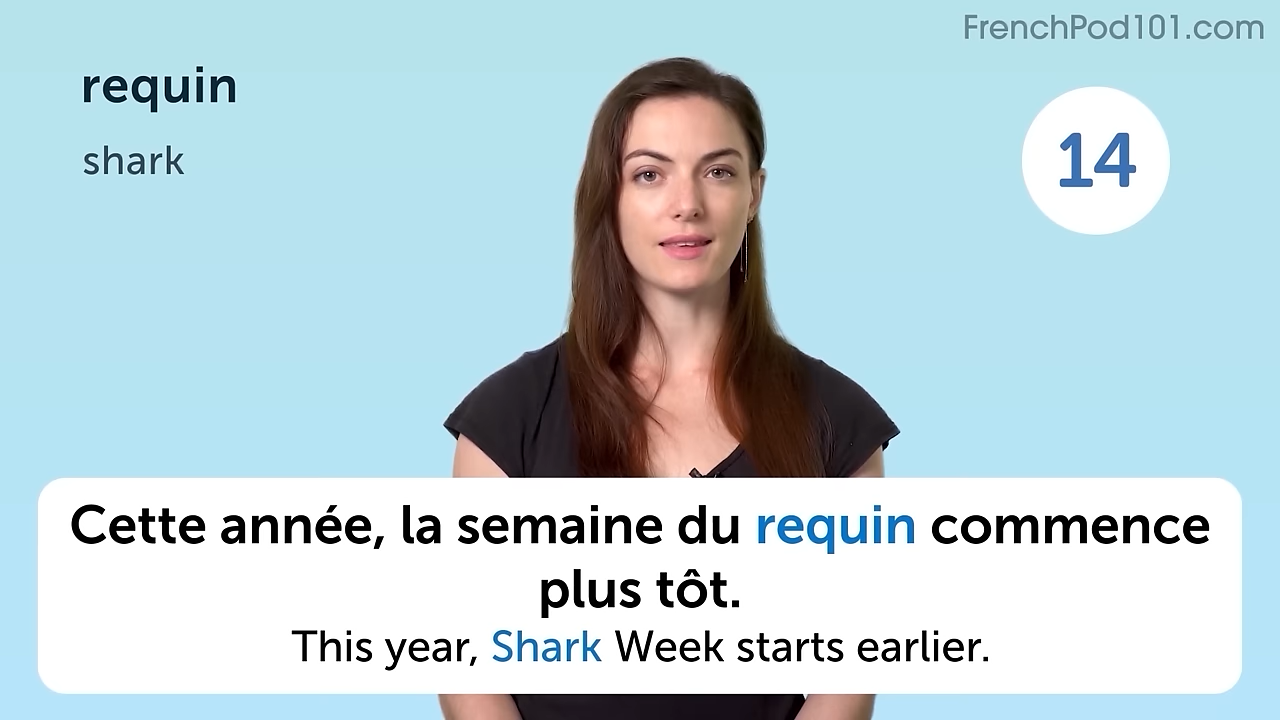 FrenchPod101.com
requin
shark
14
Cette année, la semaine du requin commence
plus tôt.
This year, Shark Week starts earlier.